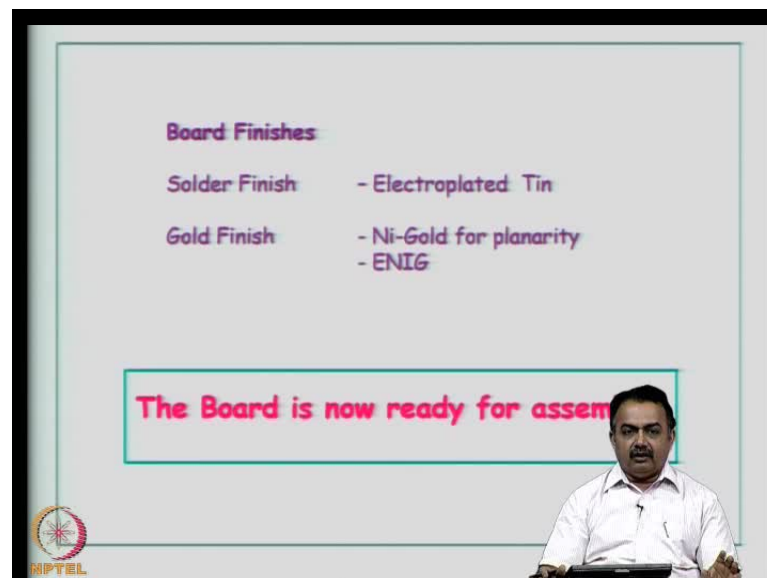 Board Finishes
Solder Finish - Electroplated Tin
Gold Finish - Ni-Gold for planarity
- ENIG
The Board is now ready for
NPTEL